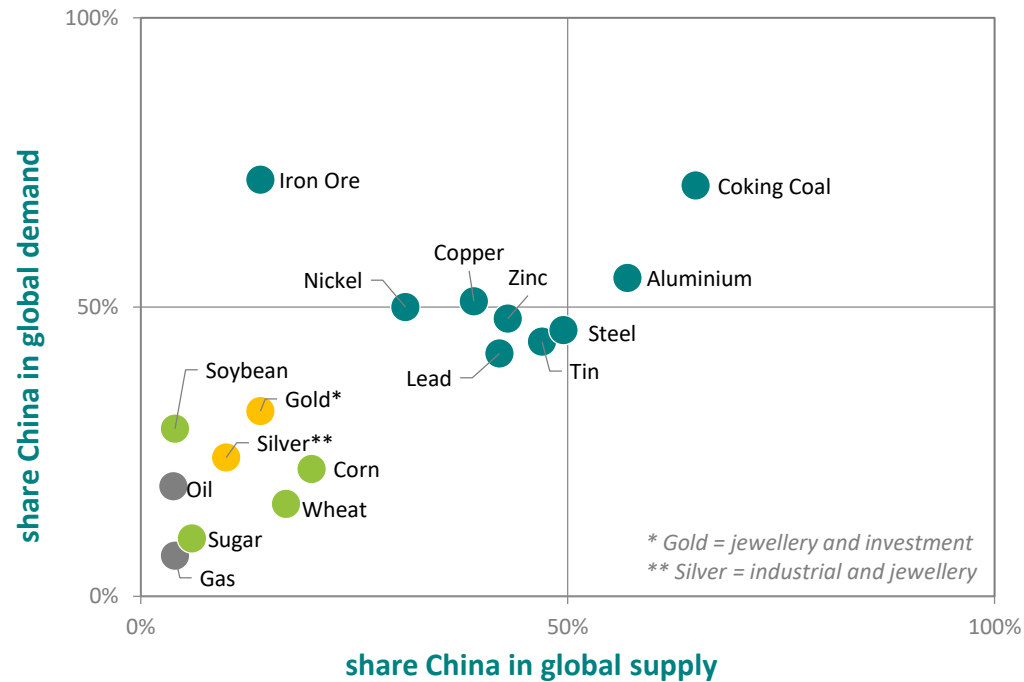 100%
Iron Ore
Coking Coal
Copper
Zinc
Nickel
Aluminium
50%
Steel
Lead
Tin
Soybean
Gold*
Silver**
Corn
Oil
Wheat
Sugar
Gas
* Gold = jewellery and investment
** Silver = industrial and jewellery
0%
0%
50%
100%
share China in global demand
share China in global supply